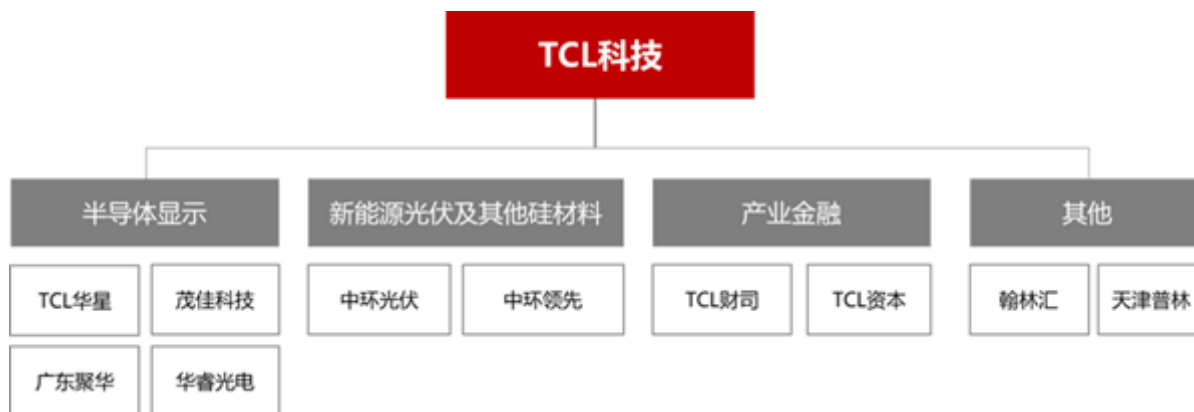 TCL科技
半导体显示
新能源光伏及其他硅材料
产业金融
其他
TCL华星
茂佳科技
中环光伏
中环领先
TCL财司
TCL资本
翰林汇
天津普林
广东聚华
华睿光电